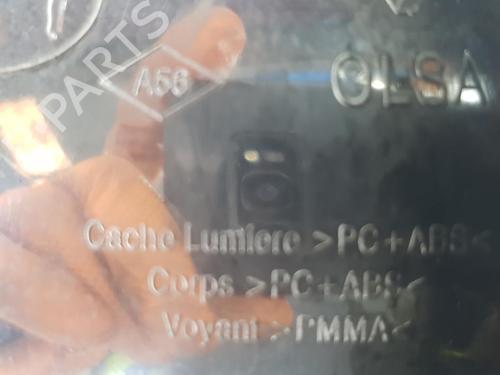 PARTS
A56
OLSA
Cache Lumiere >PC+ABS<
Corps >PC+ABS<
Voyant >PMMA<